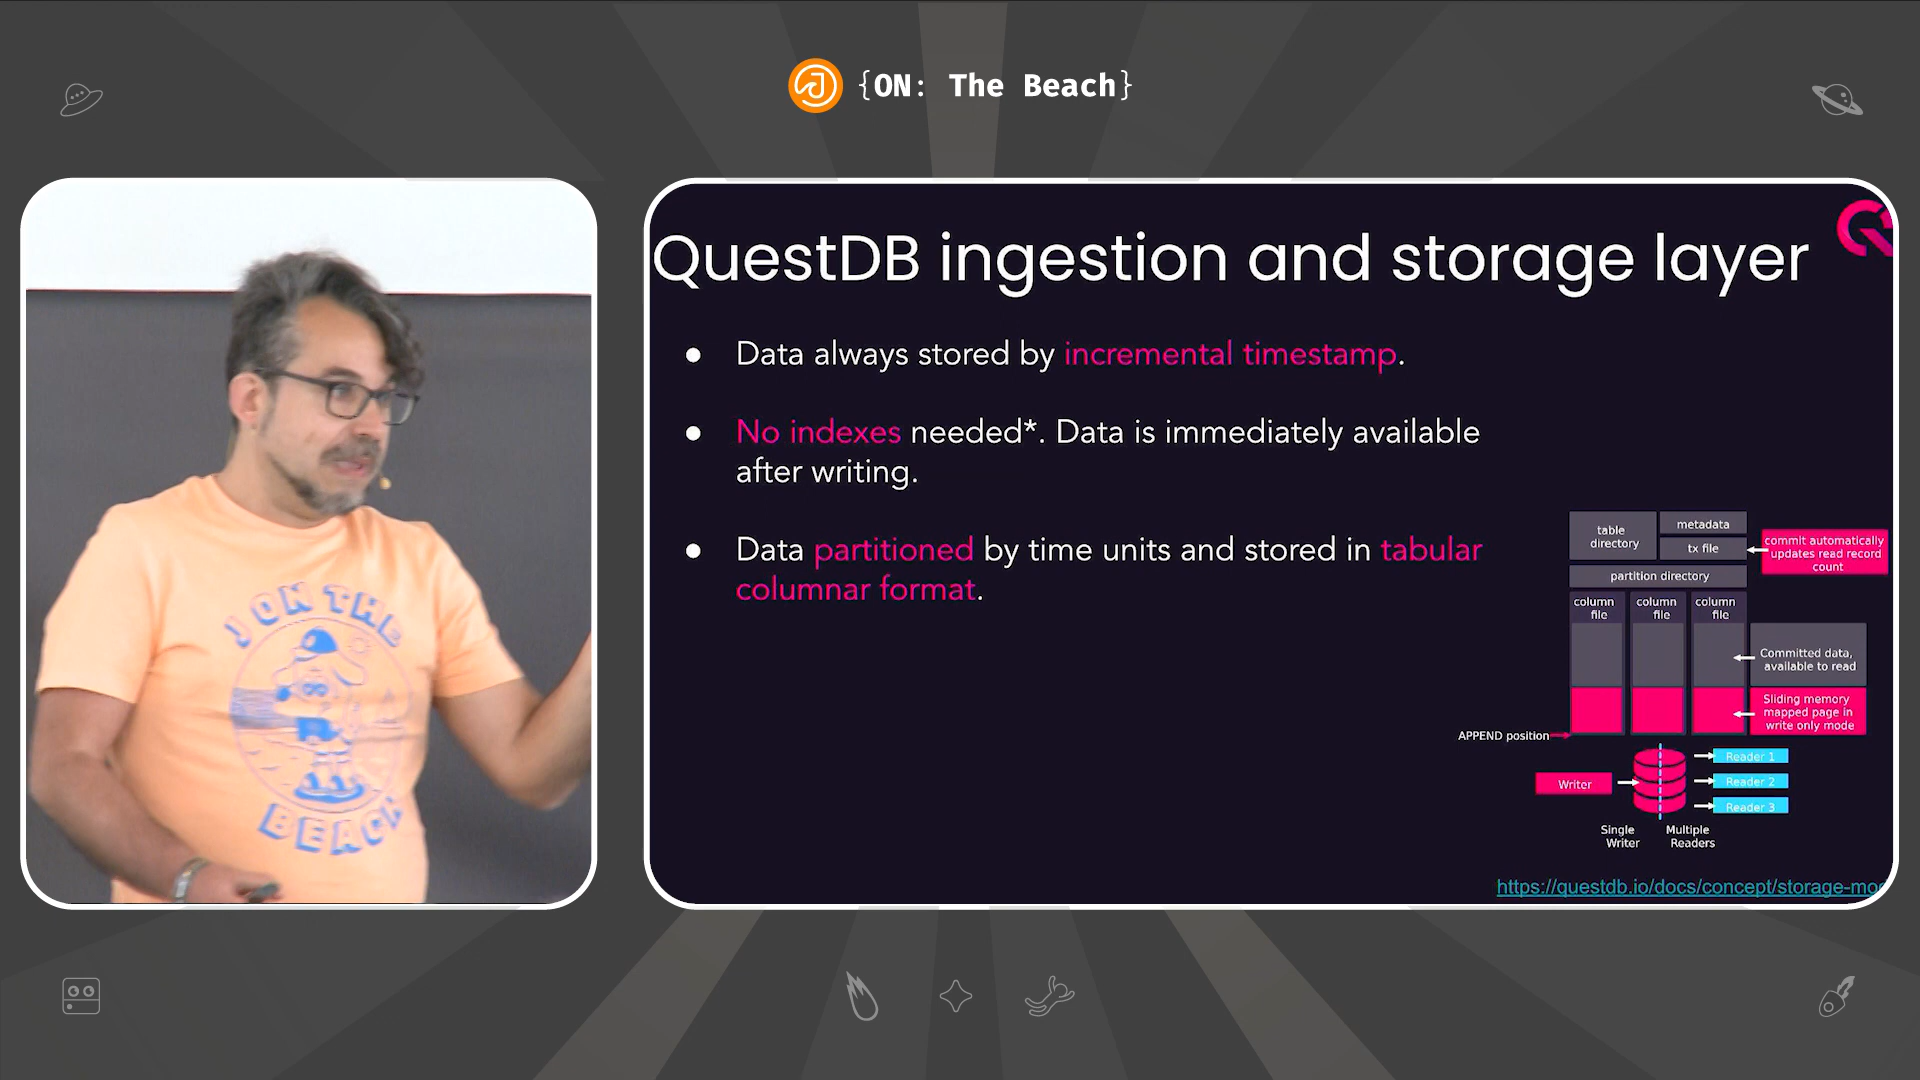 {ON: The Beach}
QuestDB ingestion and storage layer
● Data always stored by incremental timestamp.
● No indexes needed*. Data is immediately available
after writing.
● Data partitioned by time units and stored in tabular
columnar format.
table
directory
metadata
tx file
commit automatically
updates read record
count
partition directory
column
file
column
file
column
file
Committed data,
available to read
Sliding memory
mapped page in
write only mode
APPEND position
Writer
Reader 1
Reader 2
Reader 3
Single
Writer
Multiple
Readers
https://questdb.io/docs/concept/storage-mo
J ON THE
BEACH